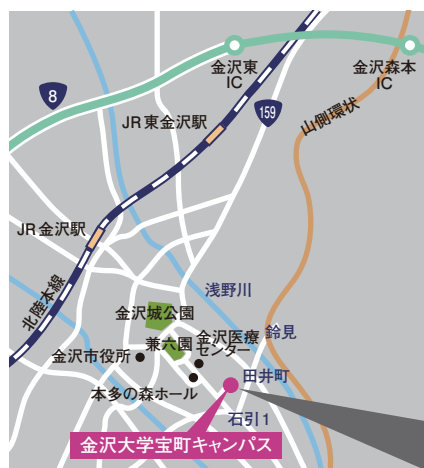 金沢東
IC
金沢森本
IC
8
159
JR東金沢駅
山側環状
JR金沢駅
北陸本線
浅野川
金沢城公園
鈴見
兼六園
金沢医療
センター
金沢市役所
田井町
本多の森ホール
石引1
金沢大学宝町キャンパス